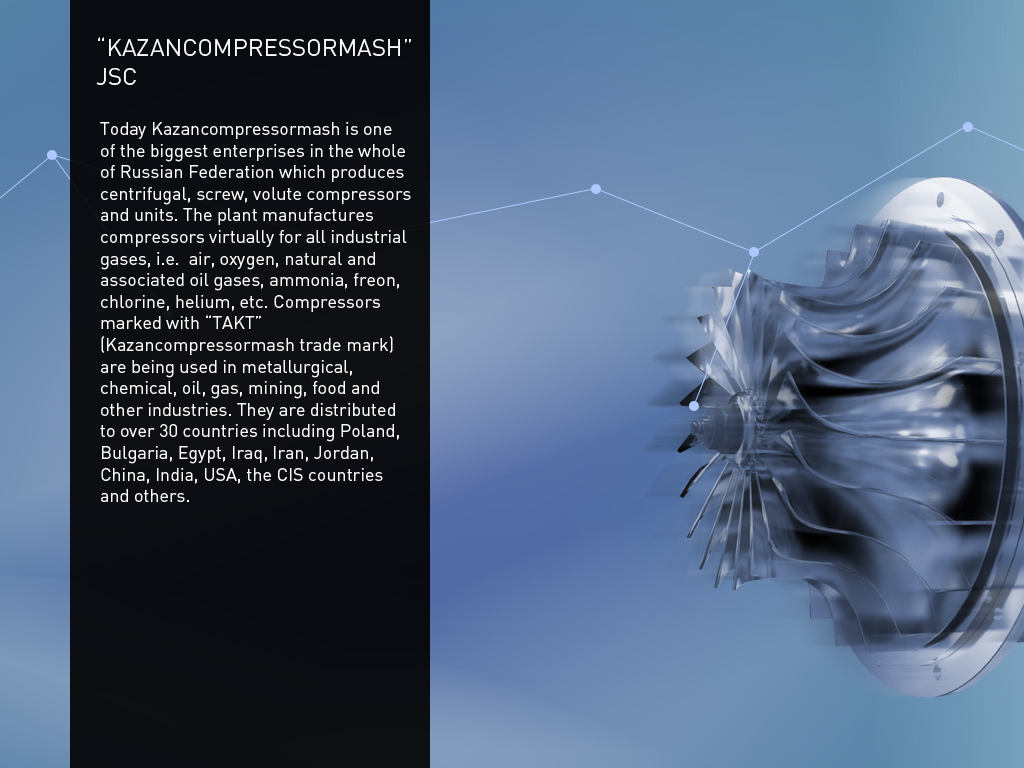 “KAZANCOMPRESSORMASH”
JSC
Today Kazancompressormash is one
of the biggest enterprises in the whole
of Russian Federation which produces
centrifugal, screw, volute compressors
and units. The plant manufactures
compressors virtually for all industrial
gases, i.e.  air, oxygen, natural and
associated oil gases, ammonia, freon,
chlorine, helium, etc. Compressors
marked with “TAKT”
(Kazancompressormash trade mark)
are being used in metallurgical,
chemical, oil, gas, mining, food and
other industries. They are distributed
to over 30 countries including Poland,
Bulgaria, Egypt, Iraq, Iran, Jordan,
China, India, USA, the CIS countries
and others.